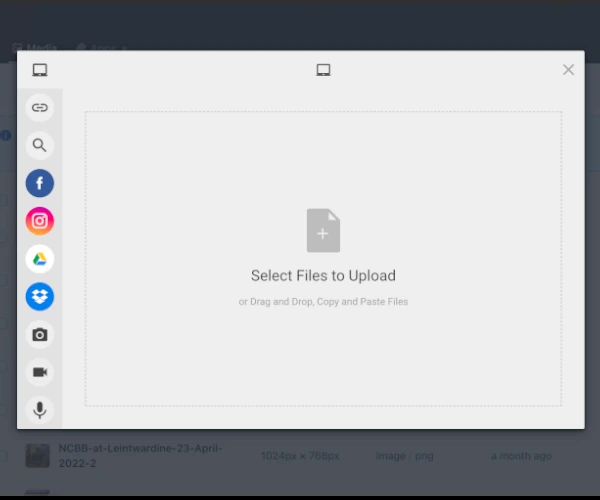 Media Apps
Select Files to Upload
or Drag and Drop, Copy and Paste Files
NCBB-at-Leintwardine-23-April-
2022-2
1024px × 768px
image : png
a month ago